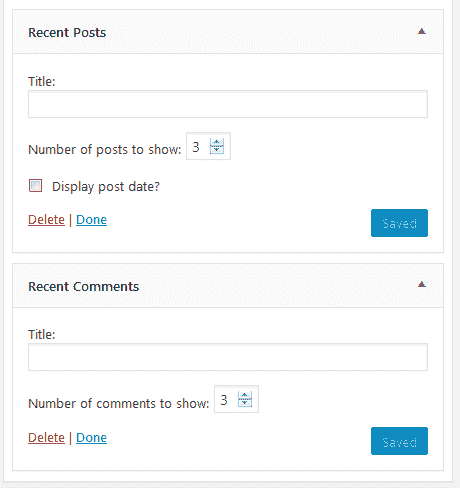 Recent Posts
Title:
Number of posts to show: 3
Display post date?
Delete | Done
Saved
Recent Comments
Title:
Number of comments to show: 3
Delete | Done
Saved